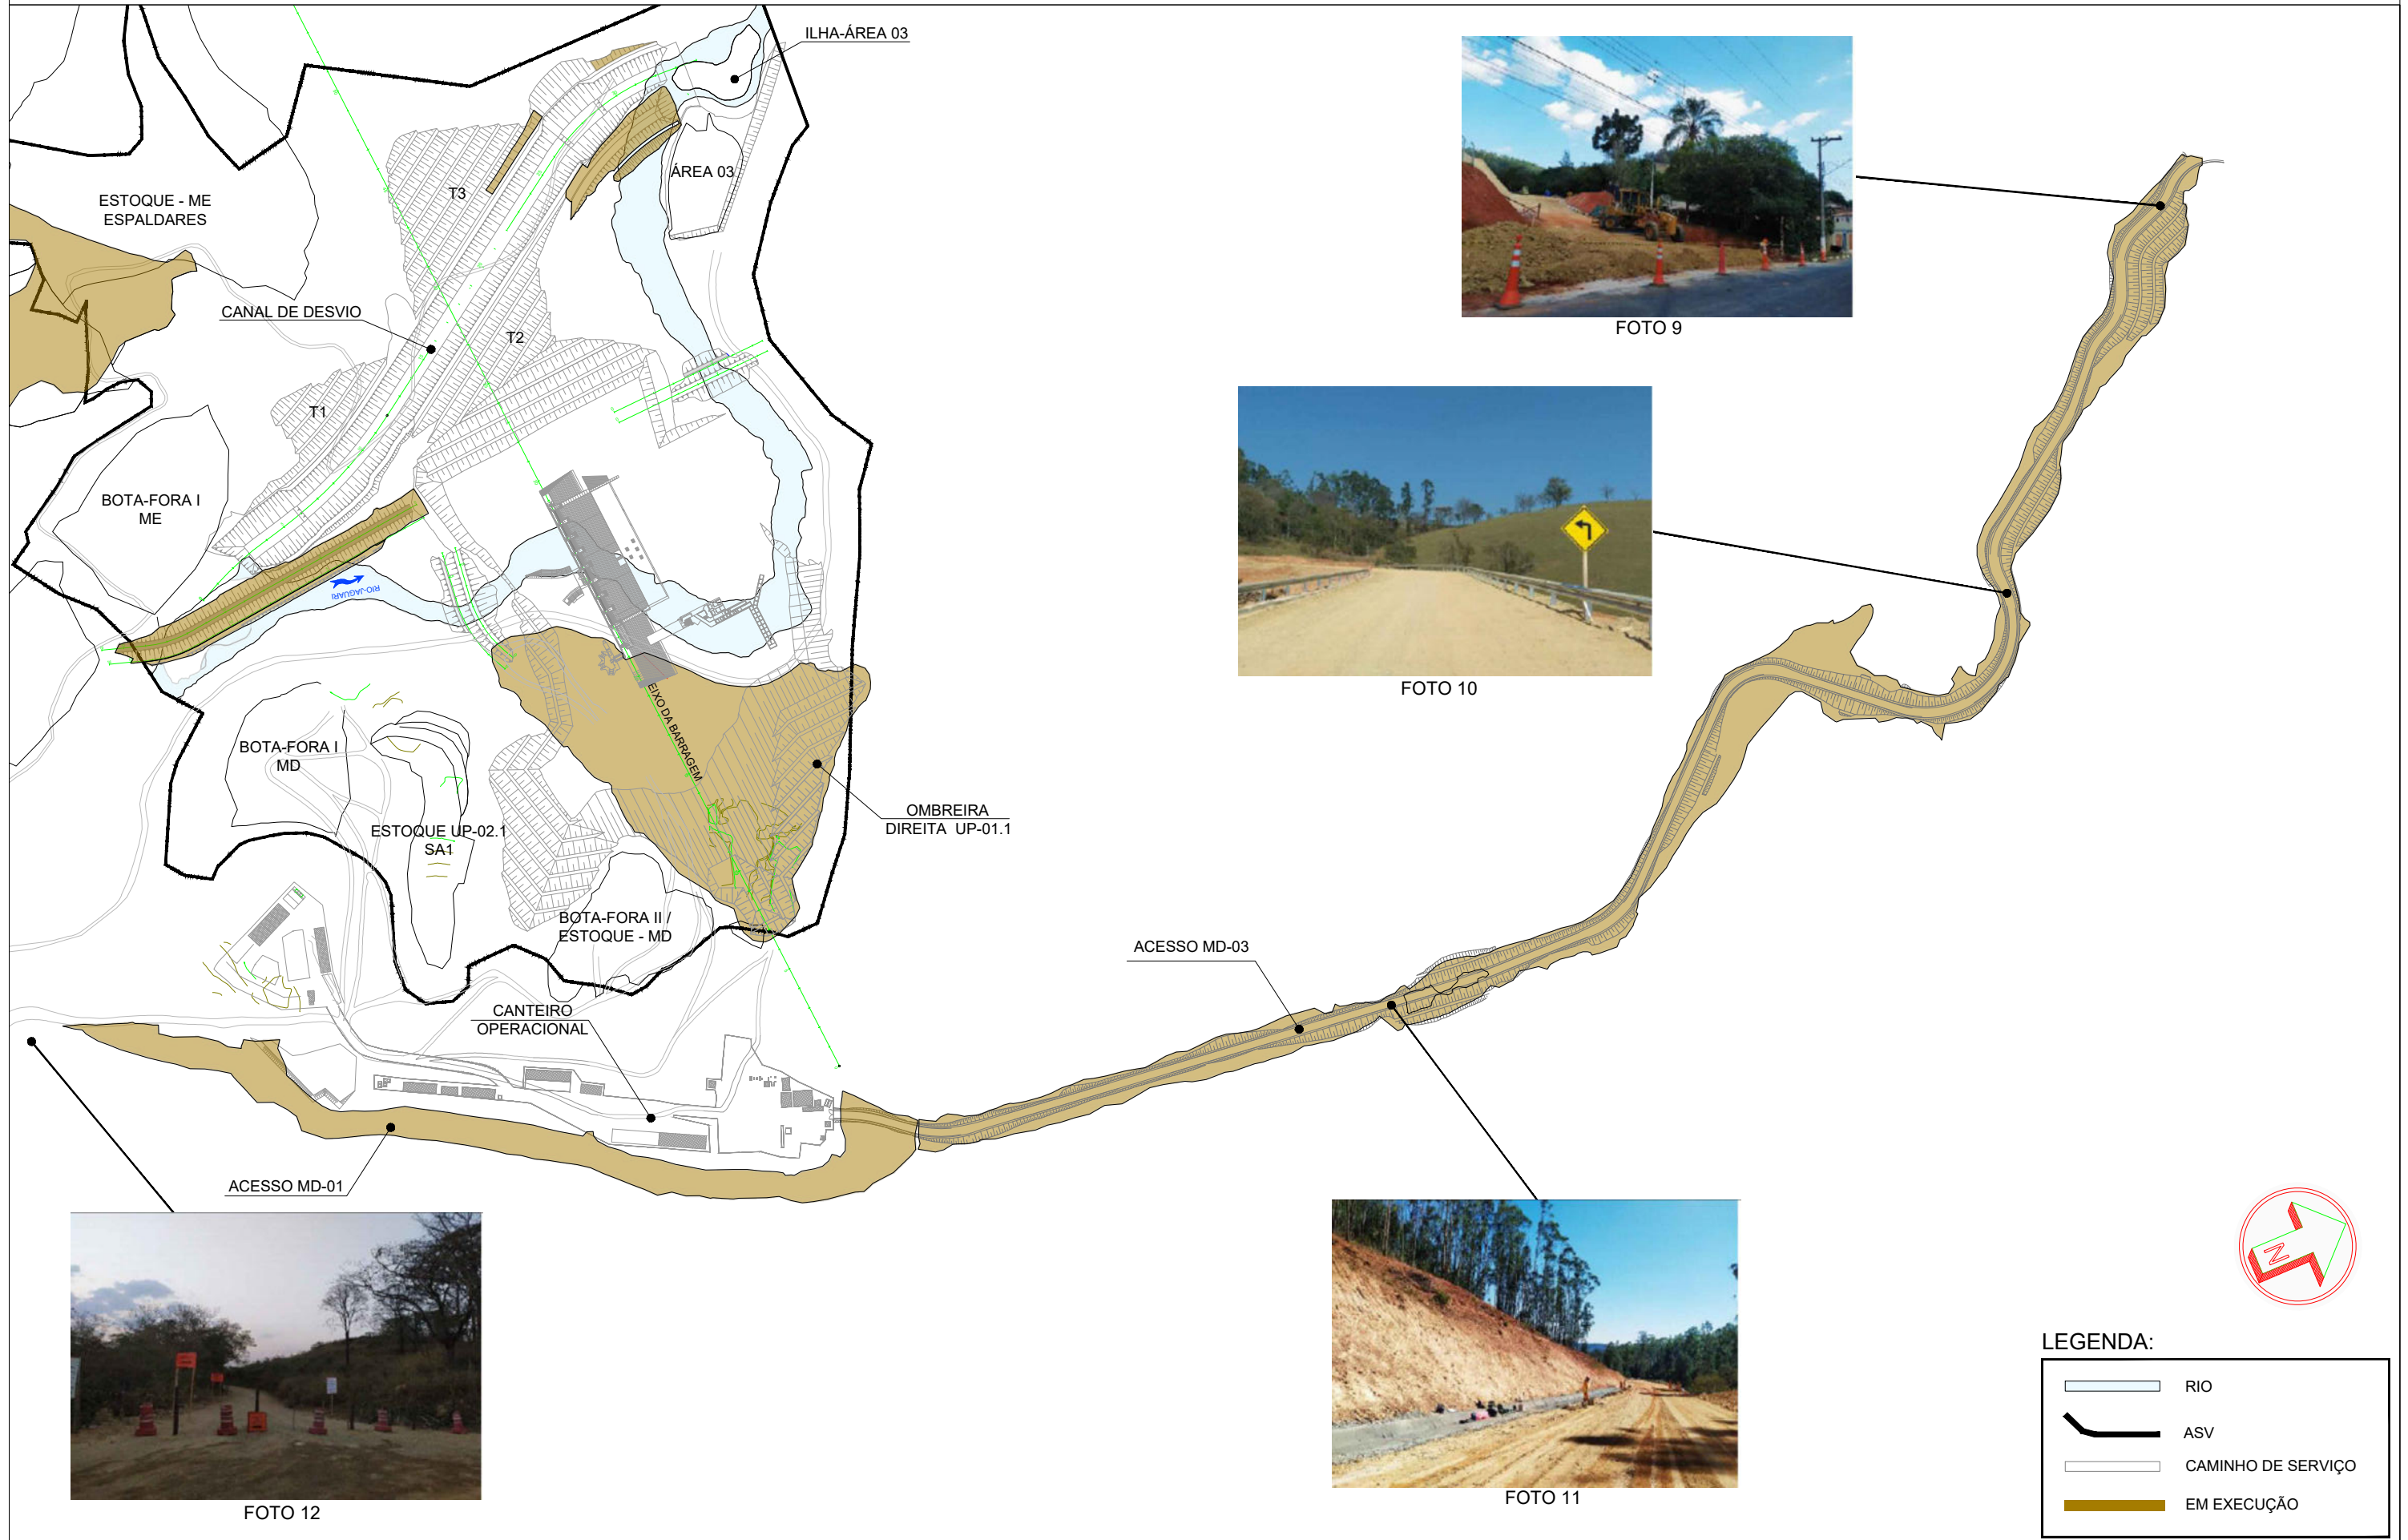 ILHA-ÁREA 03
ÁREA 03
T3
ESTOQUE - ME
ESPALDARES
CANAL DE DESVIO
T2
T1
BOTA-FORA I
ME
RIO JAGUARI
EIXO DA BARRAGEM
BOTA-FORA I
MD
ESTOQUE UP-02.1
SA1
OMBREIRA
DIREITA UP-01.1
BOTA-FORA II /
ESTOQUE - MD
CANTEIRO
OPERACIONAL
ACESSO MD-01
ACESSO MD-03
FOTO 9
FOTO 10
FOTO 11
FOTO 12
N
LEGENDA:
RIO
ASV
CAMINHO DE SERVIÇO
EM EXECUÇÃO